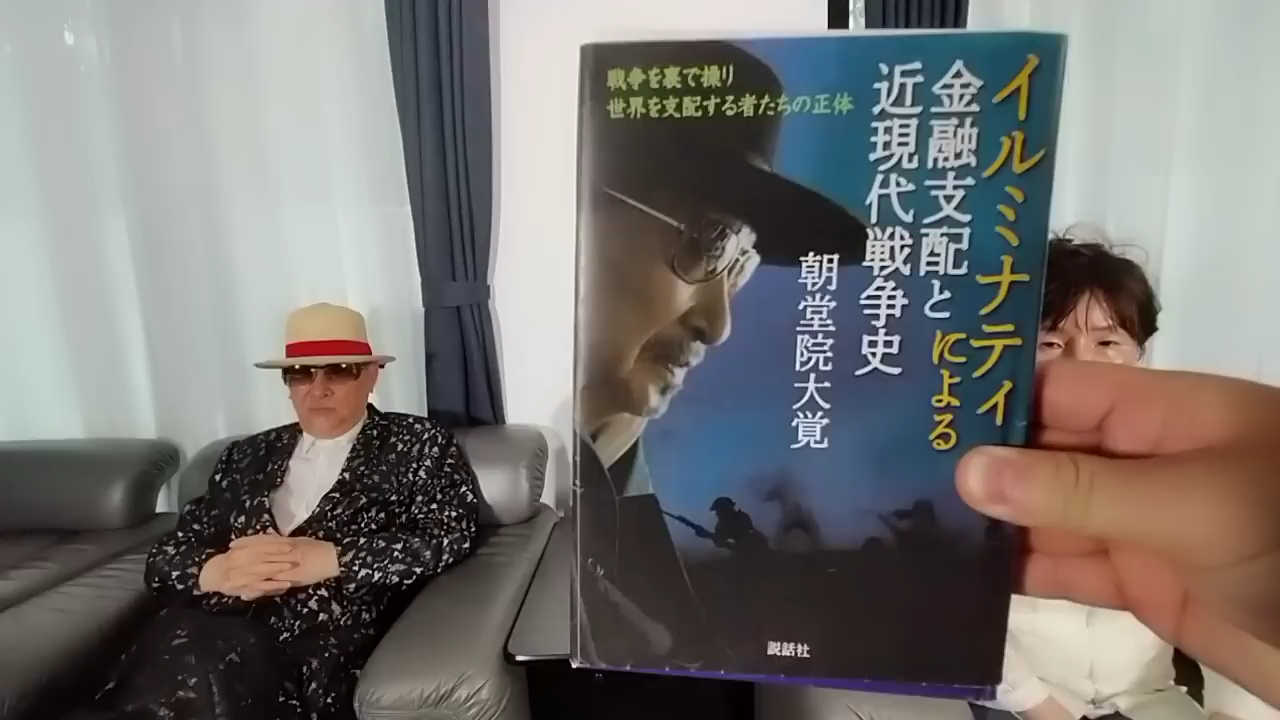 イルミナティによる
金融支配と
近現代戦争史
戦争を裏で操り
世界を支配する者たちの正体
朝堂院大覚
説話社